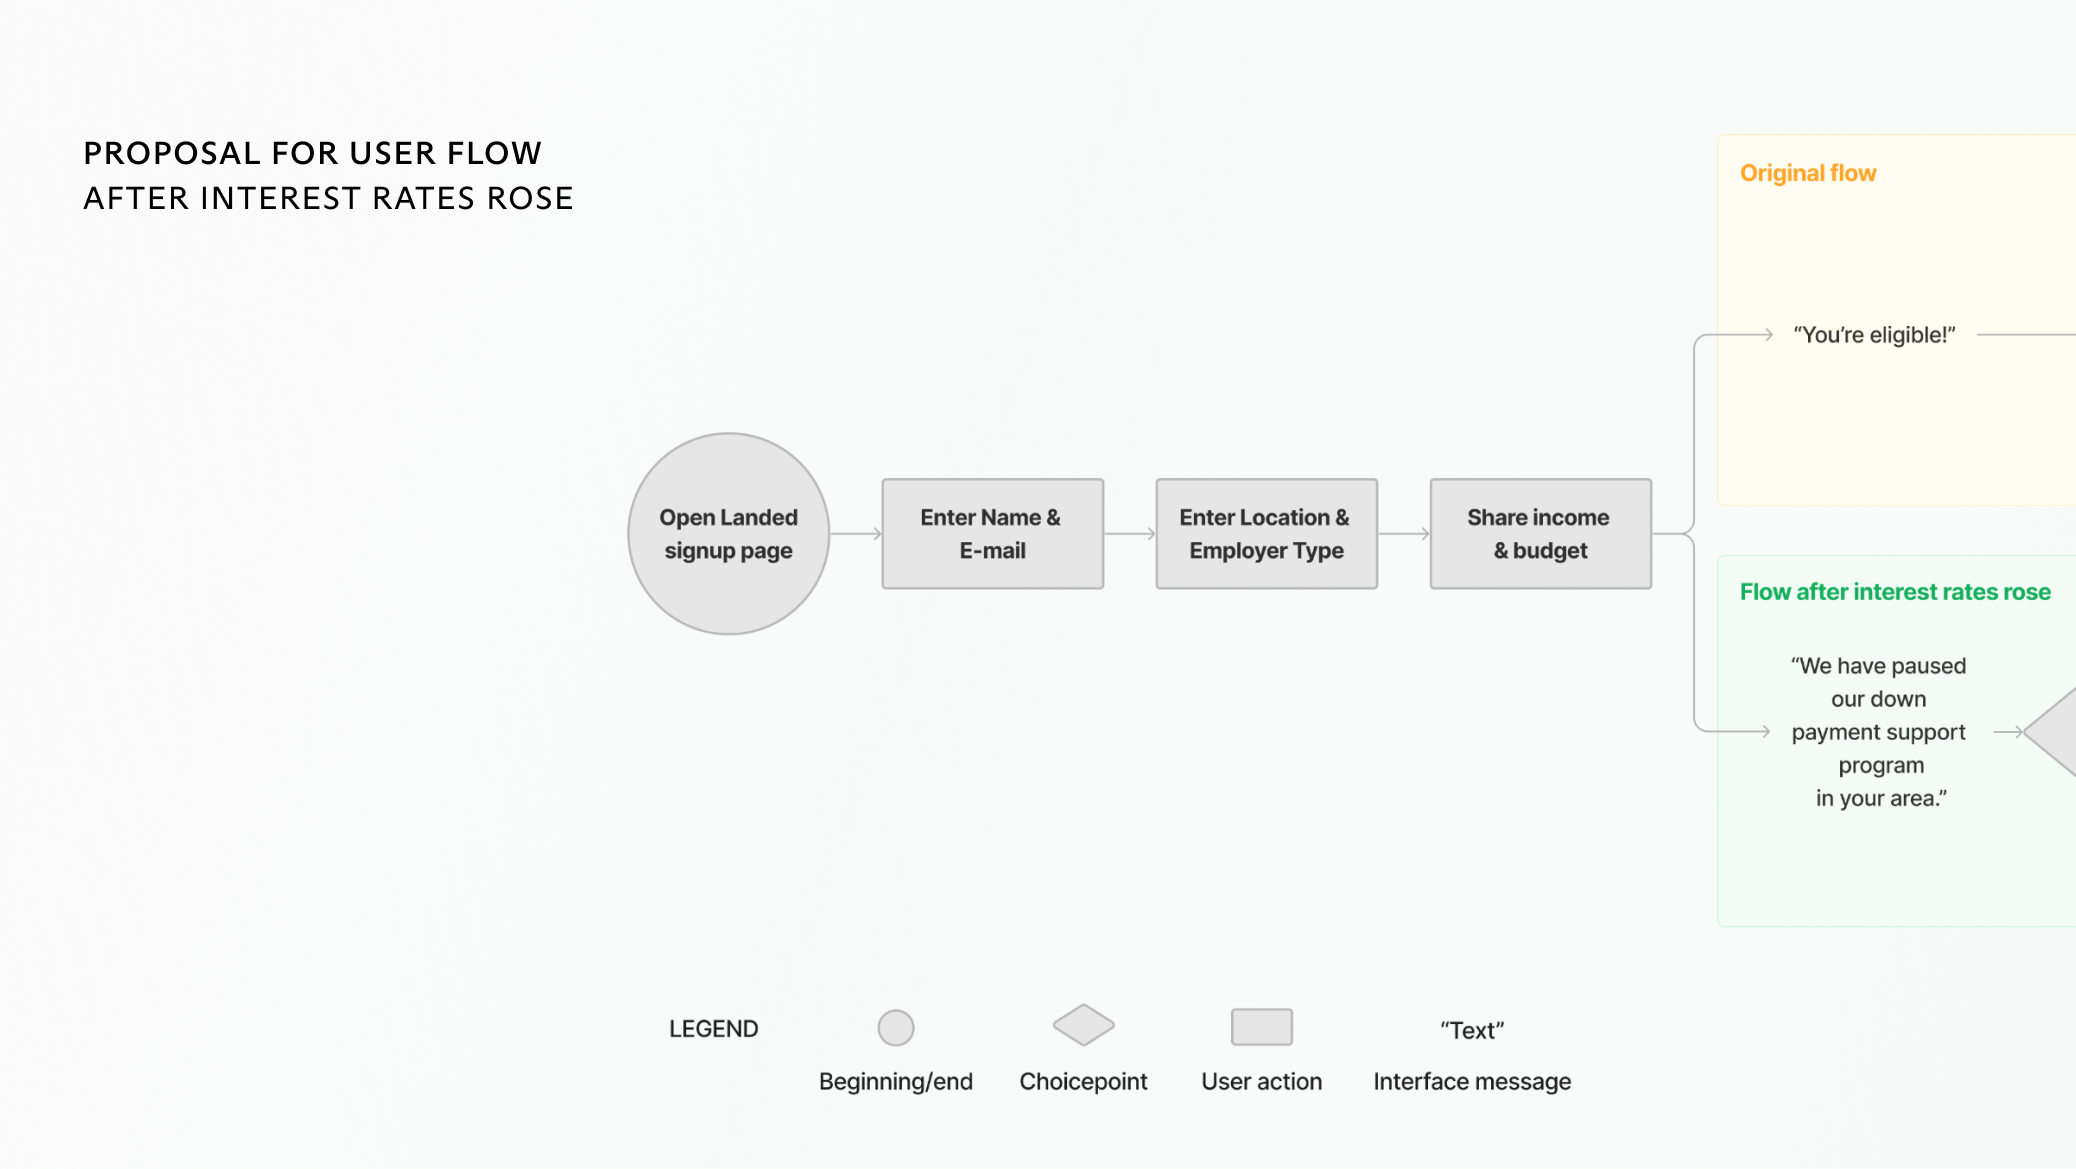 PROPOSAL FOR USER FLOW
AFTER INTEREST RATES ROSE
Original flow
“You’re eligible!”
Open Landed
signup page
Enter Name &
E-mail
Enter Location &
Employer Type
Share income
& budget
Flow after interest rates rose
“We have paused
our down
payment support
program
in your area.”
LEGEND
“Text”
Beginning/end
Choicepoint
User action
Interface message